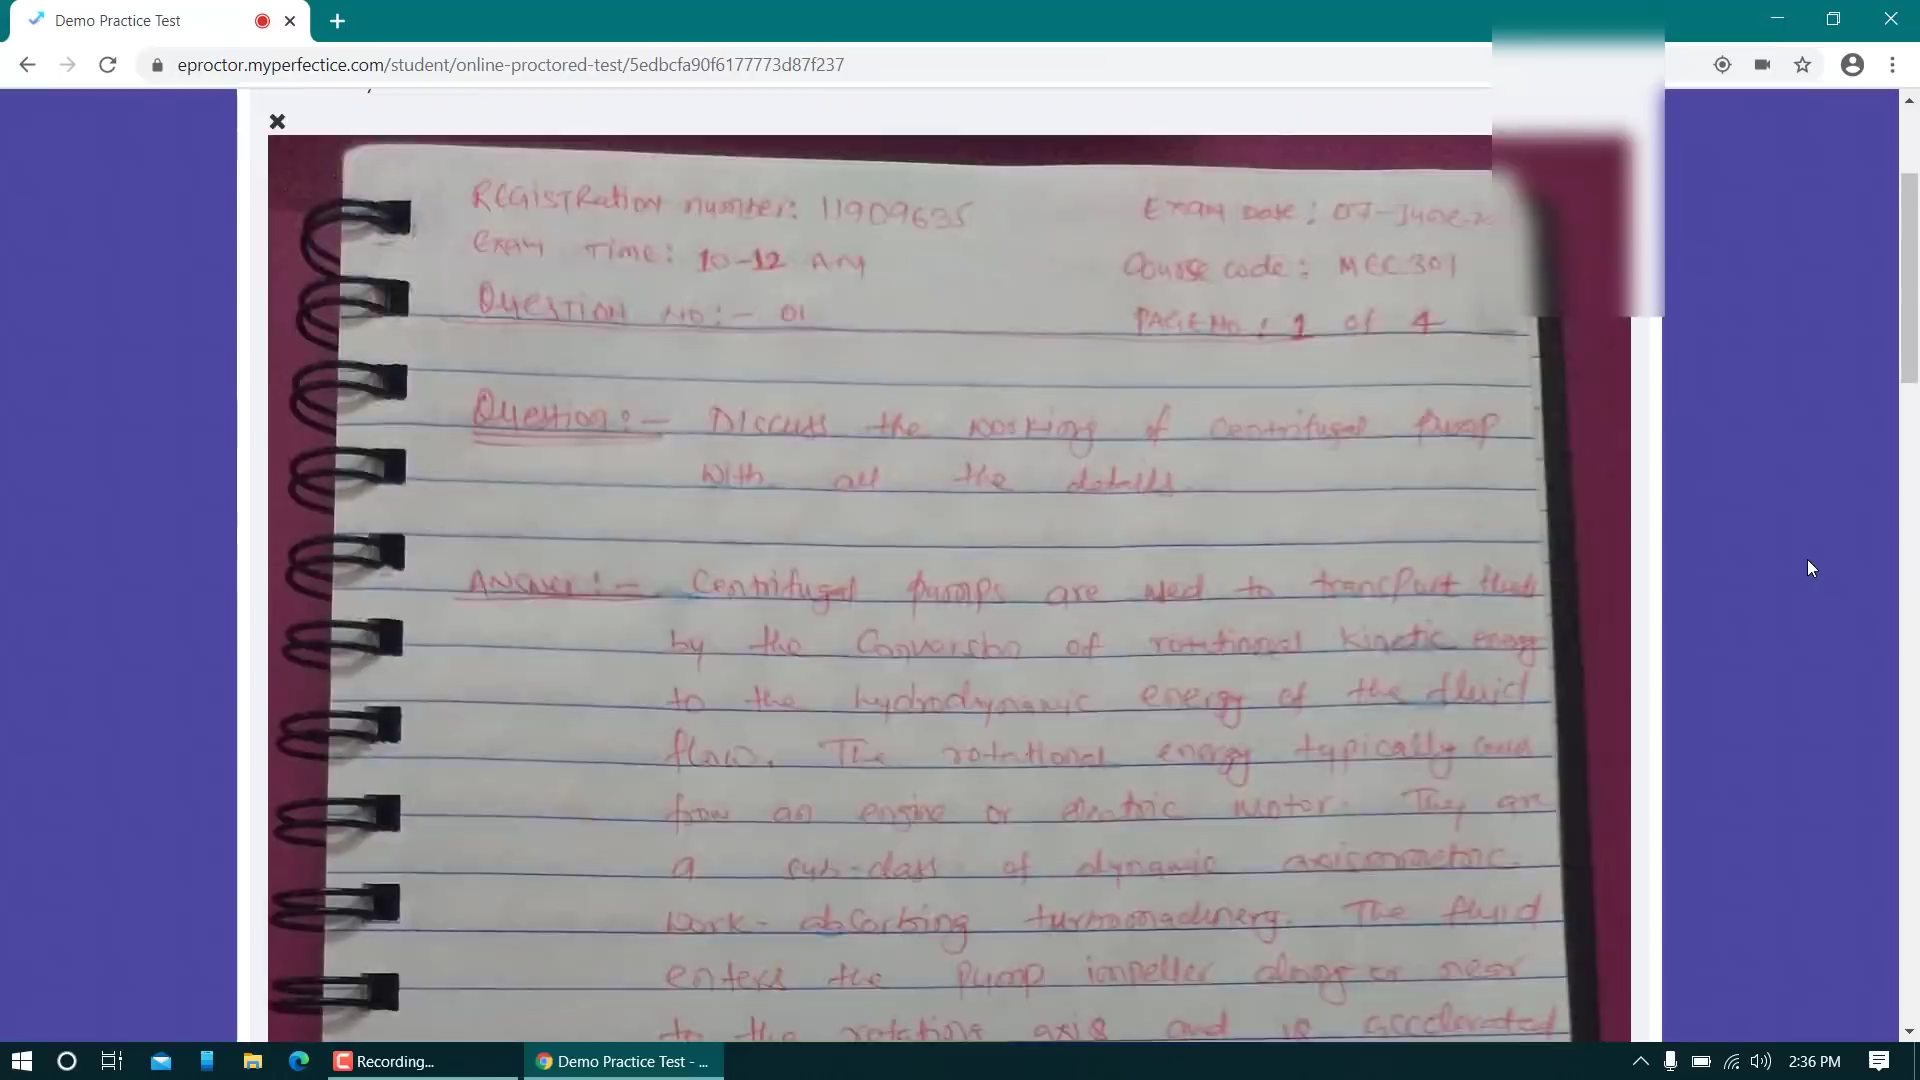 Demo Practice Test
eproctor.myperfectice.com/student/online-proctored-test/5edbcfa90f6177773d87f237
Registration number: 11909635
Exam Date: 07-June-2
Exam Time: 10-12 AM
Course code: MEC301
Question No:- 01
Page No: 1 of 4
Question:- Discuss the working of centrifugal pump
with all the details
Answer:- Centrifugal pumps are used to transport fluids
by the Conversion of rotational kinetic energy
to the hydrodynamic energy of the fluid
flow. The rotational energy typically
from an engine or electric motor. They are
a sub-class of dynamic axisymmetric
work-absorbing turbomachinery. The fluid
enters the pump impeller along or near
to the rotating axis and is accelerated
Recording...
Demo Practice Test - ...
2:36 PM